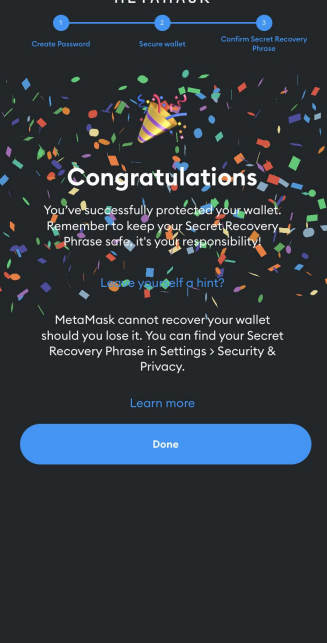 METAMASK
1
2
3
Create Password
Secure wallet
Confirm Secret Recovery
Phrase
Congratulations
You've successfully protected your wallet.
Remember to keep your Secret Recovery
Phrase safe, it's your responsibility!
Leave yourself a hint?
MetaMask cannot recover your wallet
should you lose it. You can find your Secret
Recovery Phrase in Settings > Security &
Privacy.
Learn more
Done